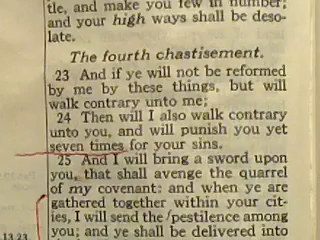 tle, and make you few in number;
and your high ways shall be deso-
late.
The fourth chastisement.
23 And if ye will not be reformed
by me by these things, but will
walk contrary unto me;
24 Then will I also walk contrary
unto you, and will punish you yet
seven times for your sins.
25 And I will bring a sword upon
you, that shall avenge the quarrel
of my covenant: and when ye are
gathered together within your cit-
ies, I will send the pestilence among
you; and ye shall be delivered into
13.23